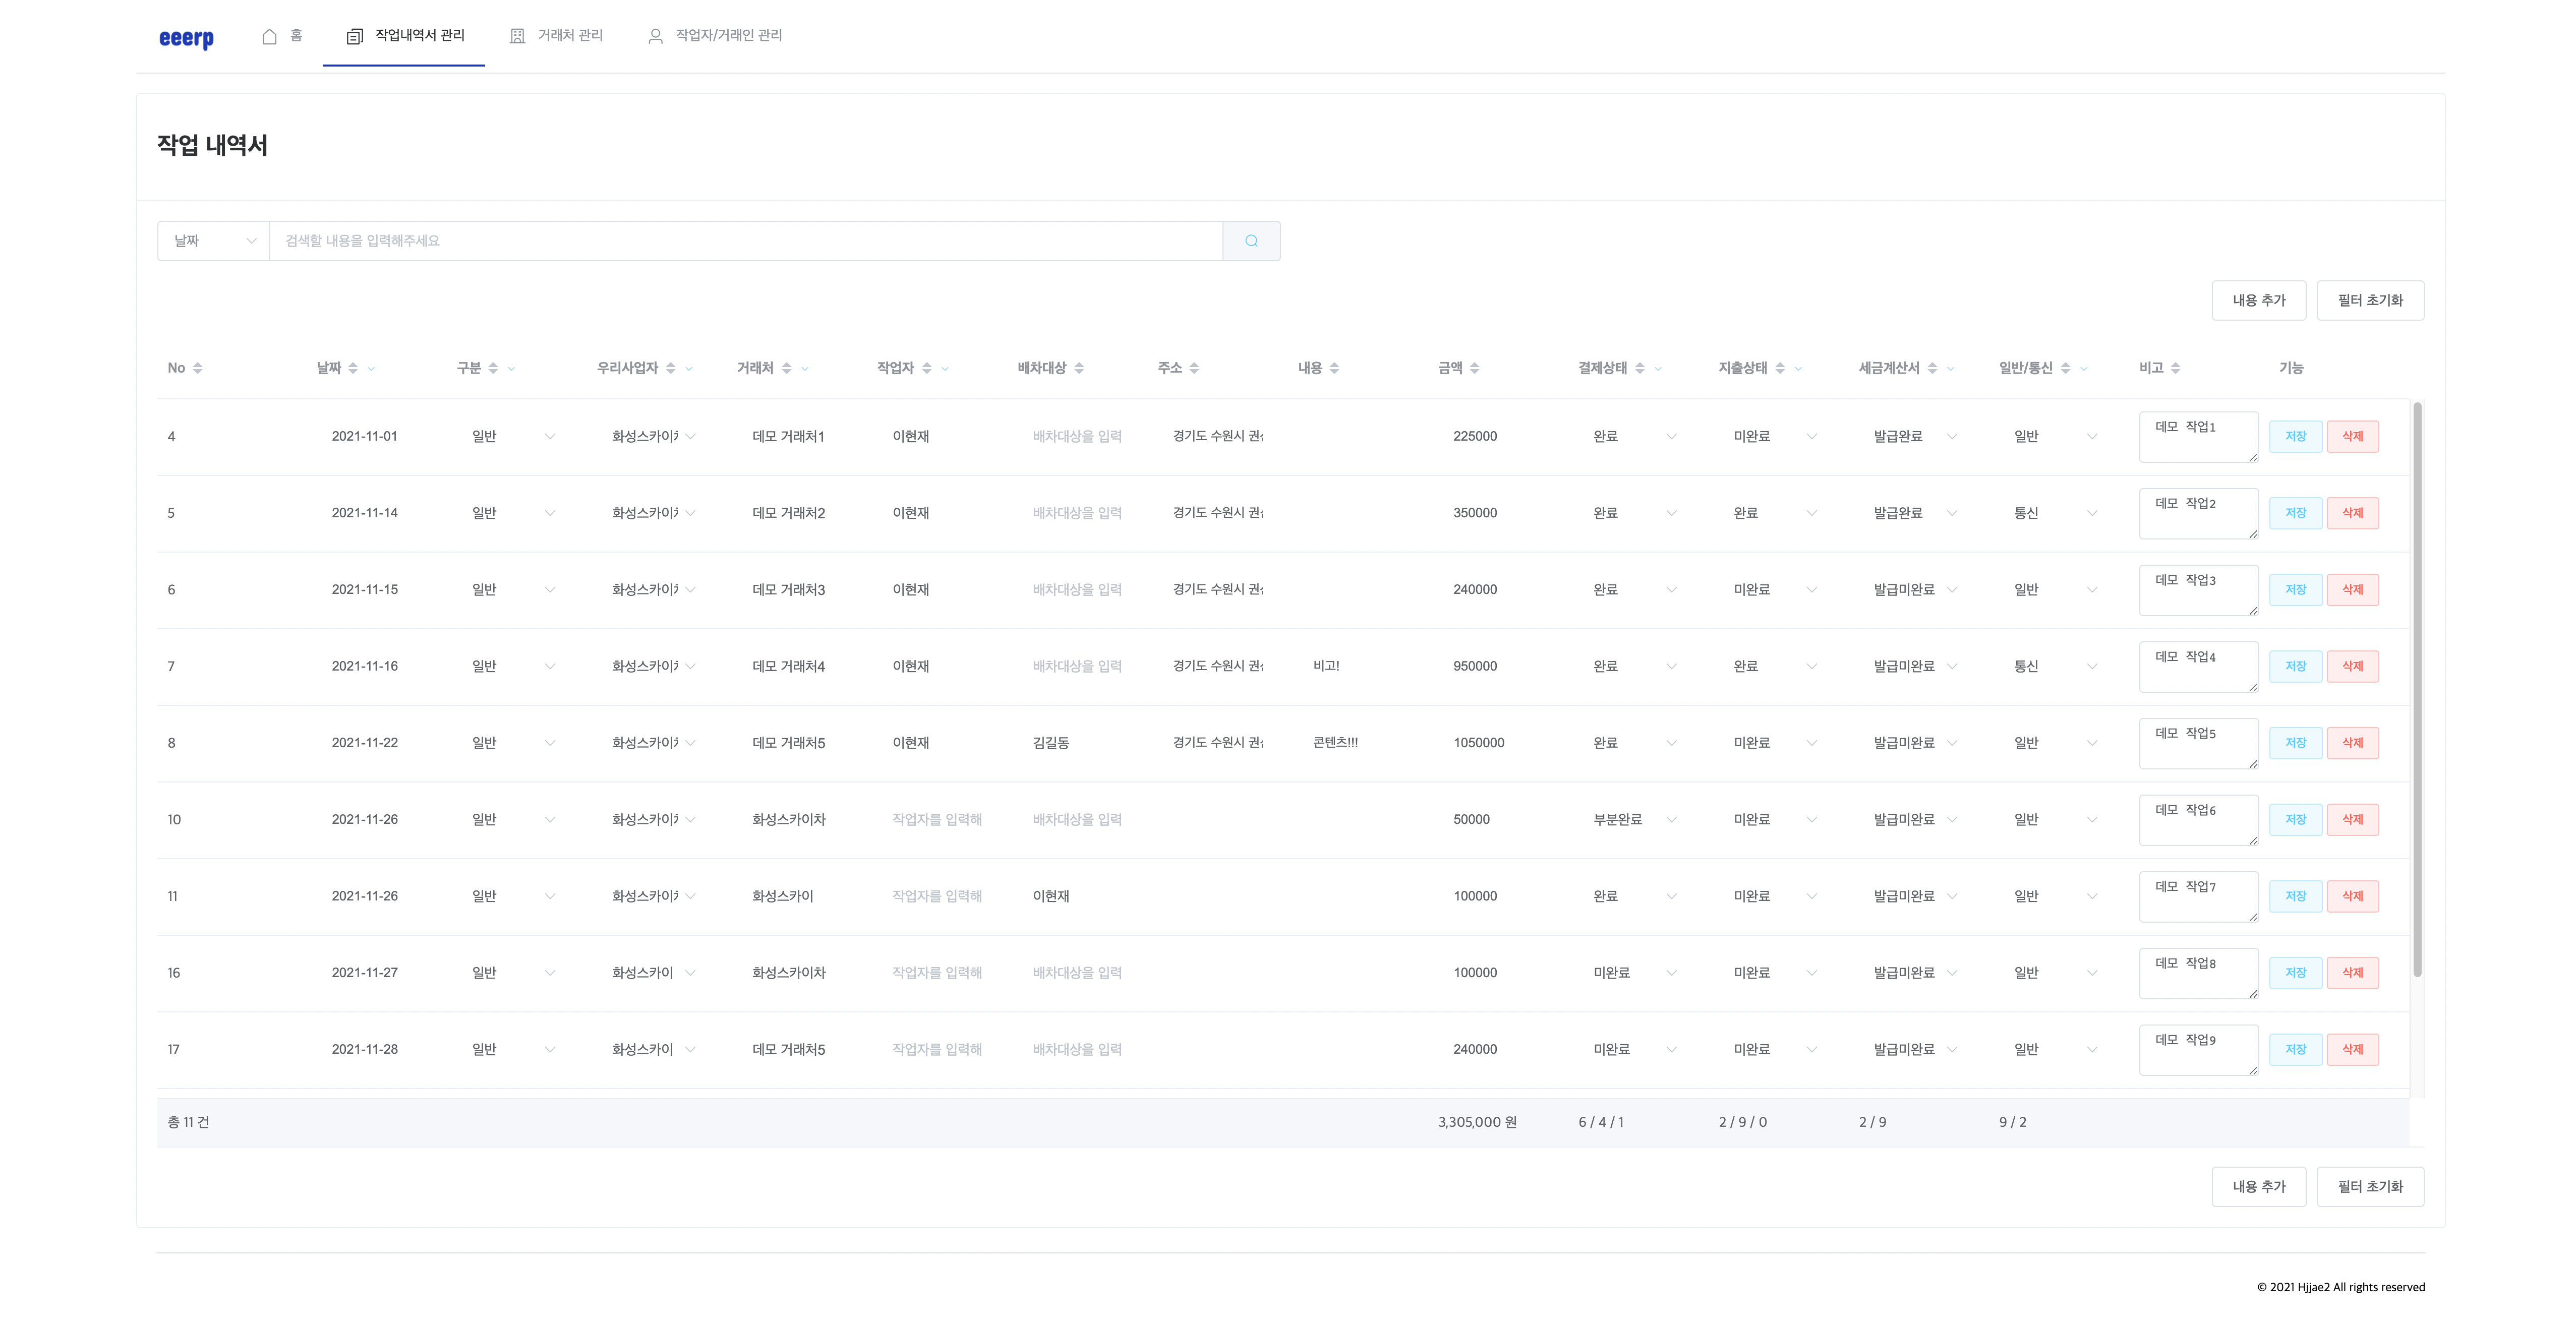 eeerp 홈 작업내역서 관리 거래처 관리 작업자/거래인 관리
작업 내역서
날짜 검색할 내용을 입력해주세요
내용 추가 필터 초기화
No 날짜 구분 우리사업자 거래처 작업자 배차대상 주소 내용 금액 결제상태 지출상태 세금계산서 일반/통신 비고 기능
4 2021-11-01 일반 화성스카이 데모 거래처1 이현재 배차대상을 입력 경기도 수원시 225000 완료 미완료 발급완료 일반 데모 작업1 저장 삭제
5 2021-11-14 일반 화성스카이 데모 거래처2 이현재 배차대상을 입력 경기도 수원시 350000 완료 완료 발급완료 통신 데모 작업2 저장 삭제
6 2021-11-15 일반 화성스카이 데모 거래처3 이현재 배차대상을 입력 경기도 수원시 240000 완료 미완료 발급미완료 일반 데모 작업3 저장 삭제
7 2021-11-16 일반 화성스카이 데모 거래처4 이현재 배차대상을 입력 경기도 수원시 비고! 950000 완료 완료 발급미완료 통신 데모 작업4 저장 삭제
8 2021-11-22 일반 화성스카이 데모 거래처5 이현재 김길동 경기도 수원시 콘텐츠!!! 1050000 완료 미완료 발급미완료 일반 데모 작업5 저장 삭제
10 2021-11-26 일반 화성스카이 화성스카이차 작업자를 입력해 배차대상을 입력 50000 부분완료 미완료 발급미완료 일반 데모 작업6 저장 삭제
11 2021-11-26 일반 화성스카이 화성스카이 작업자를 입력해 이현재 100000 완료 미완료 발급미완료 일반 데모 작업7 저장 삭제
16 2021-11-27 일반 화성스카이 화성스카이차 작업자를 입력해 배차대상을 입력 100000 미완료 미완료 발급미완료 일반 데모 작업8 저장 삭제
17 2021-11-28 일반 화성스카이 데모 거래처5 작업자를 입력해 배차대상을 입력 240000 미완료 미완료 발급미완료 일반 데모 작업9 저장 삭제
총 11 건 3,305,000 원 6 / 4 / 1 2 / 9 / 0 2 / 9 9 / 2
내용 추가 필터 초기화
© 2021 Hjjae2 All rights reserved